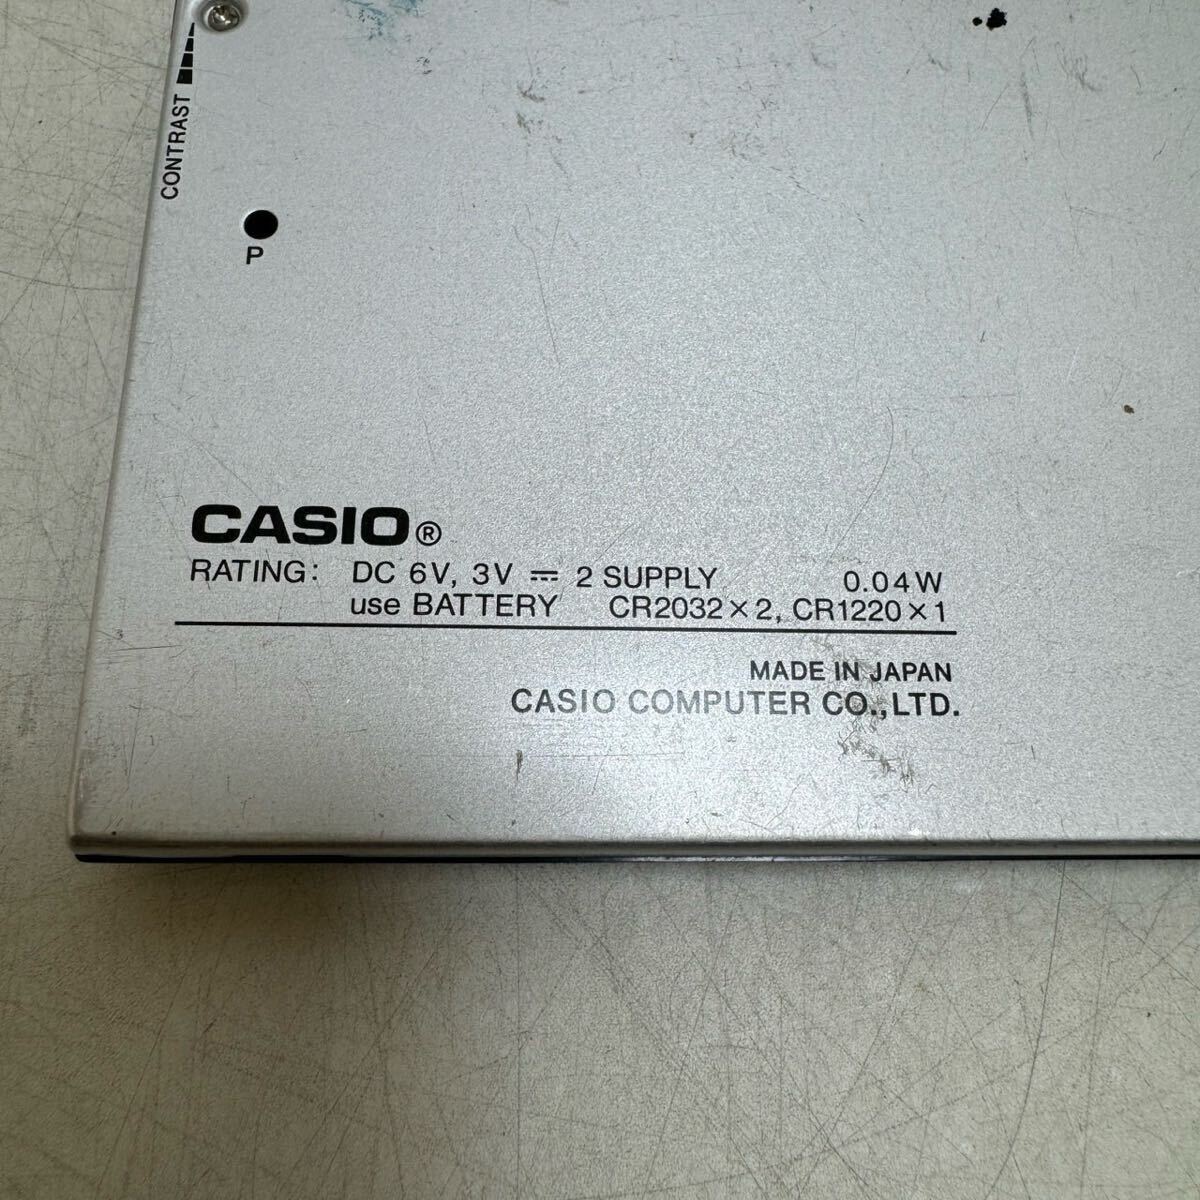 CONTRAST
P
CASIO®
RATING: DC 6V, 3V ⎓ 2 SUPPLY 0.04W
use BATTERY CR2032×2, CR1220×1
MADE IN JAPAN
CASIO COMPUTER CO.,LTD.